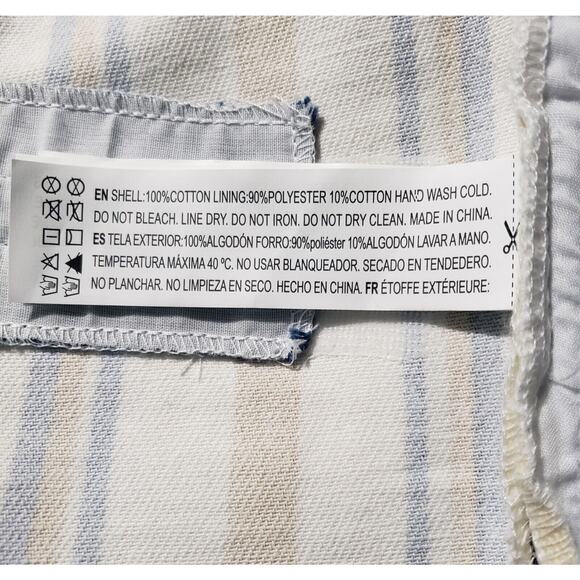 EN SHELL:100%COTTON LINING:90%POLYESTER 10%COTTON HAND WASH COLD.
DO NOT BLEACH. LINE DRY. DO NOT IRON. DO NOT DRY CLEAN. MADE IN CHINA.
ES TELA EXTERIOR:100%ALGODÓN FORRO:90%poliéster 10%ALGODÓN LAVAR A MANO.
TEMPERATURA MÁXIMA 40 ºC. NO USAR BLANQUEADOR. SECADO EN TENDEDERO.
NO PLANCHAR. NO LIMPIEZA EN SECO. HECHO EN CHINA. FR ÉTOFFE EXTÉRIEURE: